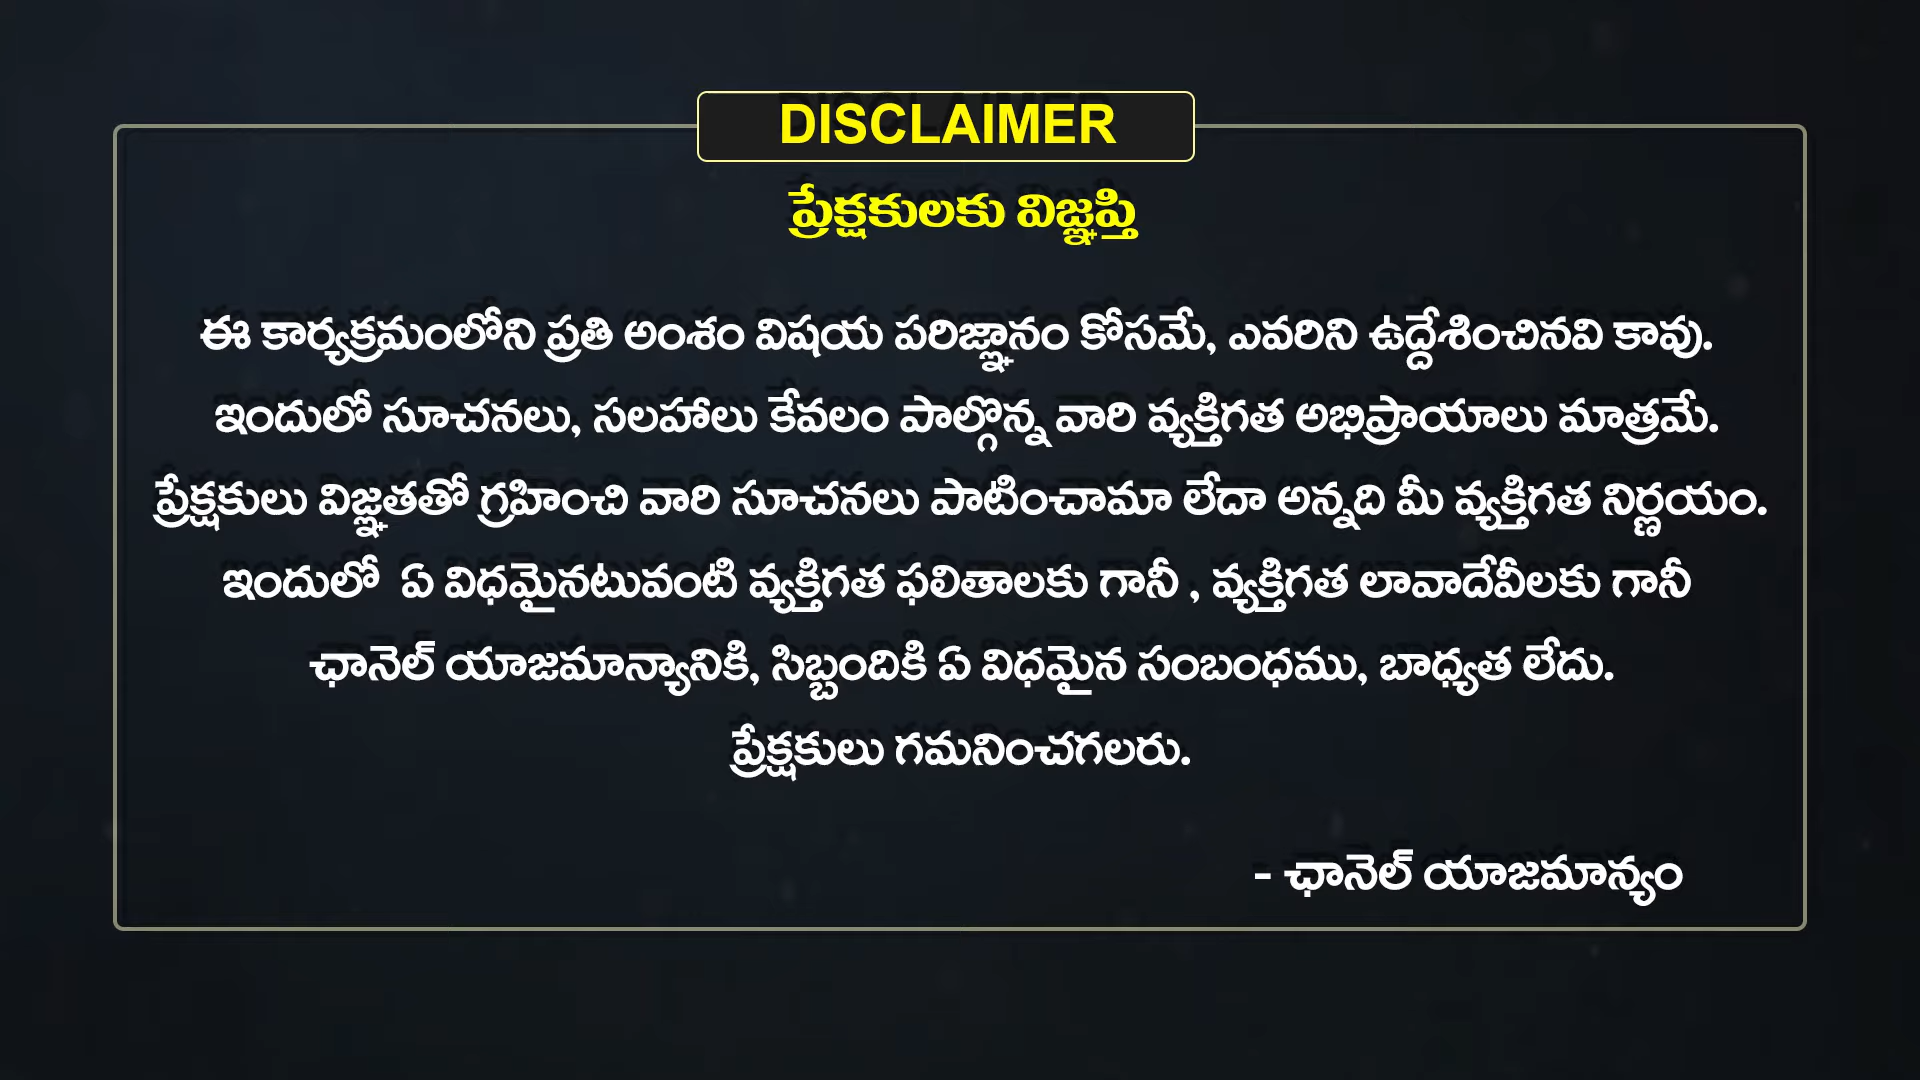 DISCLAIMER
ప్రేక్షకులకు విజ్ఞప్తి
ఈ కార్యక్రమంలోని ప్రతి అంశం విషయ పరిజ్ఞానం కోసమే, ఎవరిని ఉద్దేశించినవి కావు.
ఇందులో సూచనలు, సలహాలు కేవలం పాల్గొన్న వారి వ్యక్తిగత అభిప్రాయాలు మాత్రమే.
ప్రేక్షకులు విజ్ఞతతో గ్రహించి వారి సూచనలు పాటించామా లేదా అన్నది మీ వ్యక్తిగత నిర్ణయం.
ఇందులో ఏ విధమైనటువంటి వ్యక్తిగత ఫలితాలకు గానీ , వ్యక్తిగత లావాదేవీలకు గానీ
ఛానెల్ యాజమాన్యానికి, సిబ్బందికి ఏ విధమైన సంబంధము, బాధ్యత లేదు.
ప్రేక్షకులు గమనించగలరు.
- ఛానెల్ యాజమాన్యం